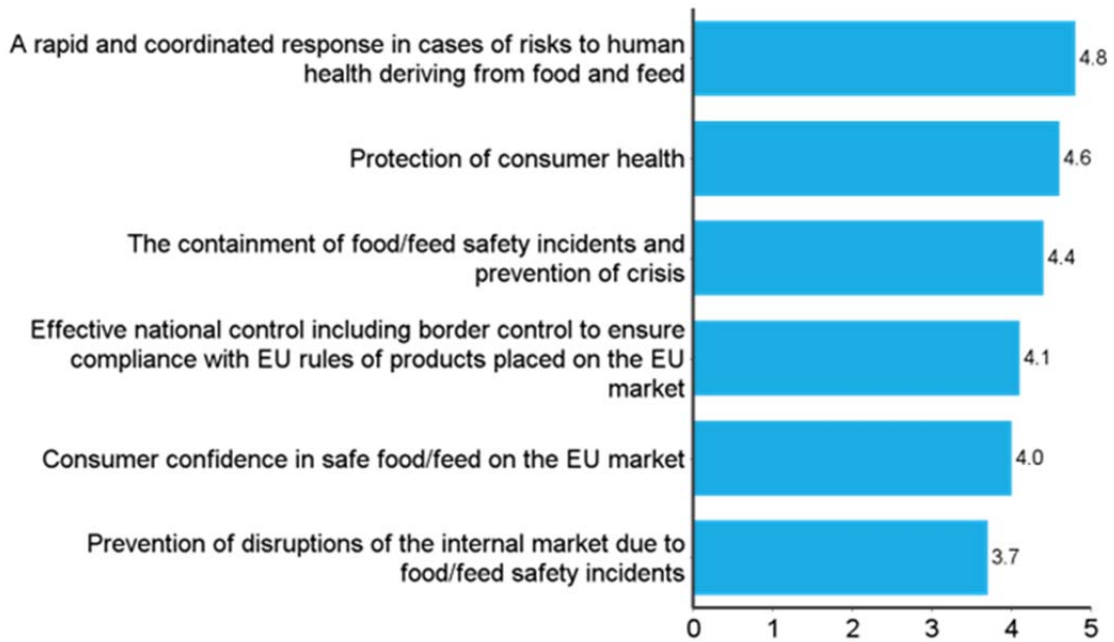 A rapid and coordinated response in cases of risks to human
health deriving from food and feed
4.8
Protection of consumer health
4.6
The containment of food/feed safety incidents and
prevention of crisis
4.4
Effective national control including border control to ensure
compliance with EU rules of products placed on the EU
market
4.1
Consumer confidence in safe food/feed on the EU market
4.0
Prevention of disruptions of the internal market due to
food/feed safety incidents
3.7
0 1 2 3 4 5